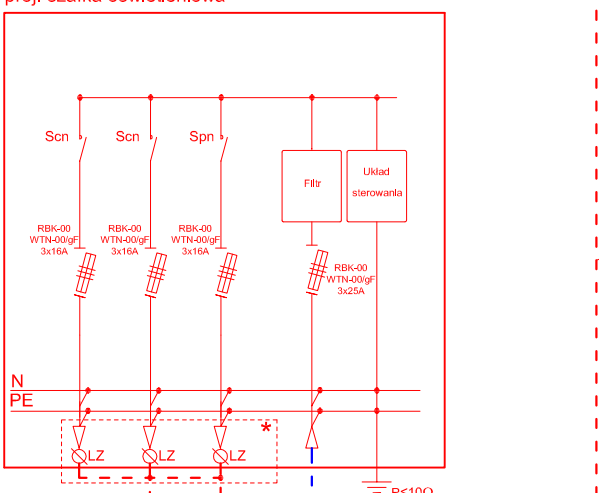 proj. szafka oświetleniowa
Scn
Scn
Spn
Filtr
Układ
sterowania
RBK-00
WTN-00/gF
3x16A
RBK-00
WTN-00/gF
3x16A
RBK-00
WTN-00/gF
3x16A
RBK-00
WTN-00/gF
3x25A
N
PE
*
LZ
LZ
LZ
R≤10Ω